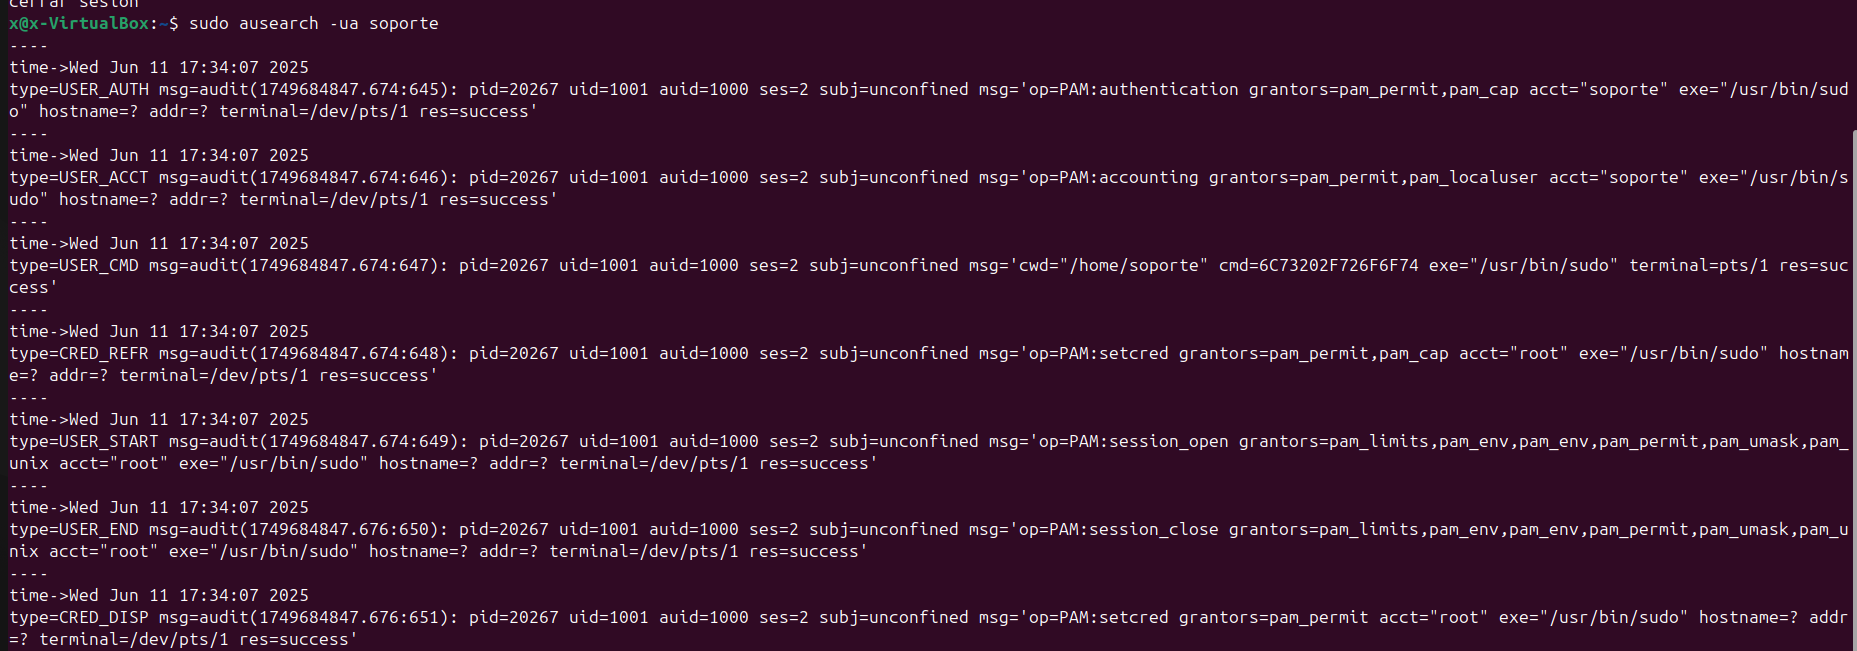 cerrar sesion
x@x-VirtualBox:~$ sudo ausearch -ua soporte
----
time->Wed Jun 11 17:34:07 2025
type=USER_AUTH msg=audit(1749684847.674:645): pid=20267 uid=1001 auid=1000 ses=2 subj=unconfined msg='op=PAM:authentication grantors=pam_permit,pam_cap acct="soporte" exe="/usr/bin/sud
o" hostname=? addr=? terminal=/dev/pts/1 res=success'
----
time->Wed Jun 11 17:34:07 2025
type=USER_ACCT msg=audit(1749684847.674:646): pid=20267 uid=1001 auid=1000 ses=2 subj=unconfined msg='op=PAM:accounting grantors=pam_permit,pam_localuser acct="soporte" exe="/usr/bin/s
udo" hostname=? addr=? terminal=/dev/pts/1 res=success'
----
time->Wed Jun 11 17:34:07 2025
type=USER_CMD msg=audit(1749684847.674:647): pid=20267 uid=1001 auid=1000 ses=2 subj=unconfined msg='cwd="/home/soporte" cmd=6C73202F726F6F74 exe="/usr/bin/sudo" terminal=pts/1 res=suc
cess'
----
time->Wed Jun 11 17:34:07 2025
type=CRED_REFR msg=audit(1749684847.674:648): pid=20267 uid=1001 auid=1000 ses=2 subj=unconfined msg='op=PAM:setcred grantors=pam_permit,pam_cap acct="root" exe="/usr/bin/sudo" hostnam
e=? addr=? terminal=/dev/pts/1 res=success'
----
time->Wed Jun 11 17:34:07 2025
type=USER_START msg=audit(1749684847.674:649): pid=20267 uid=1001 auid=1000 ses=2 subj=unconfined msg='op=PAM:session_open grantors=pam_limits,pam_env,pam_env,pam_permit,pam_umask,pam_
unix acct="root" exe="/usr/bin/sudo" hostname=? addr=? terminal=/dev/pts/1 res=success'
----
time->Wed Jun 11 17:34:07 2025
type=USER_END msg=audit(1749684847.676:650): pid=20267 uid=1001 auid=1000 ses=2 subj=unconfined msg='op=PAM:session_close grantors=pam_limits,pam_env,pam_env,pam_permit,pam_umask,pam_u
nix acct="root" exe="/usr/bin/sudo" hostname=? addr=? terminal=/dev/pts/1 res=success'
----
time->Wed Jun 11 17:34:07 2025
type=CRED_DISP msg=audit(1749684847.676:651): pid=20267 uid=1001 auid=1000 ses=2 subj=unconfined msg='op=PAM:setcred grantors=pam_permit acct="root" exe="/usr/bin/sudo" hostname=? addr
=? terminal=/dev/pts/1 res=success'